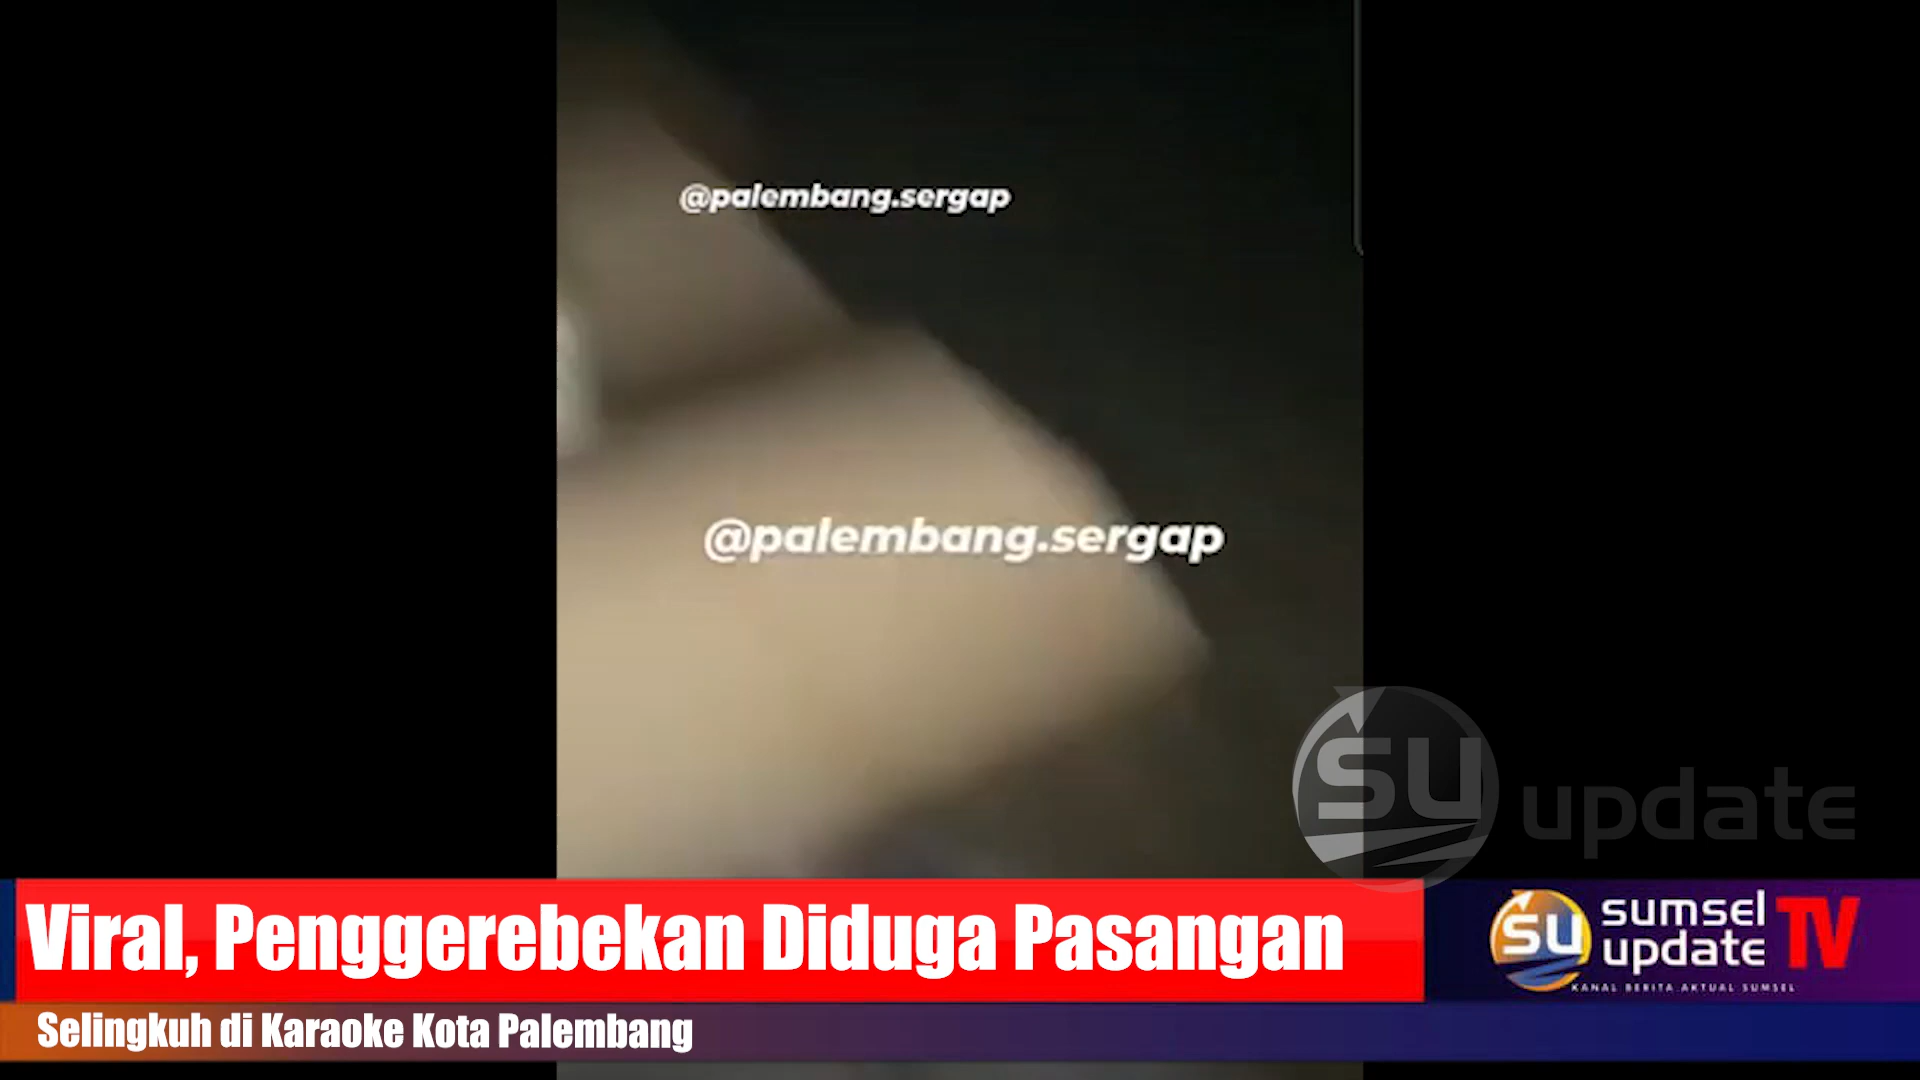 @palembang.sergap
@palembang.sergap
SU update
Viral, Penggerebekan Diduga Pasangan
SU sumsel update TV
KANAL BERITA AKTUAL SUMSEL
Selingkuh di Karaoke Kota Palembang